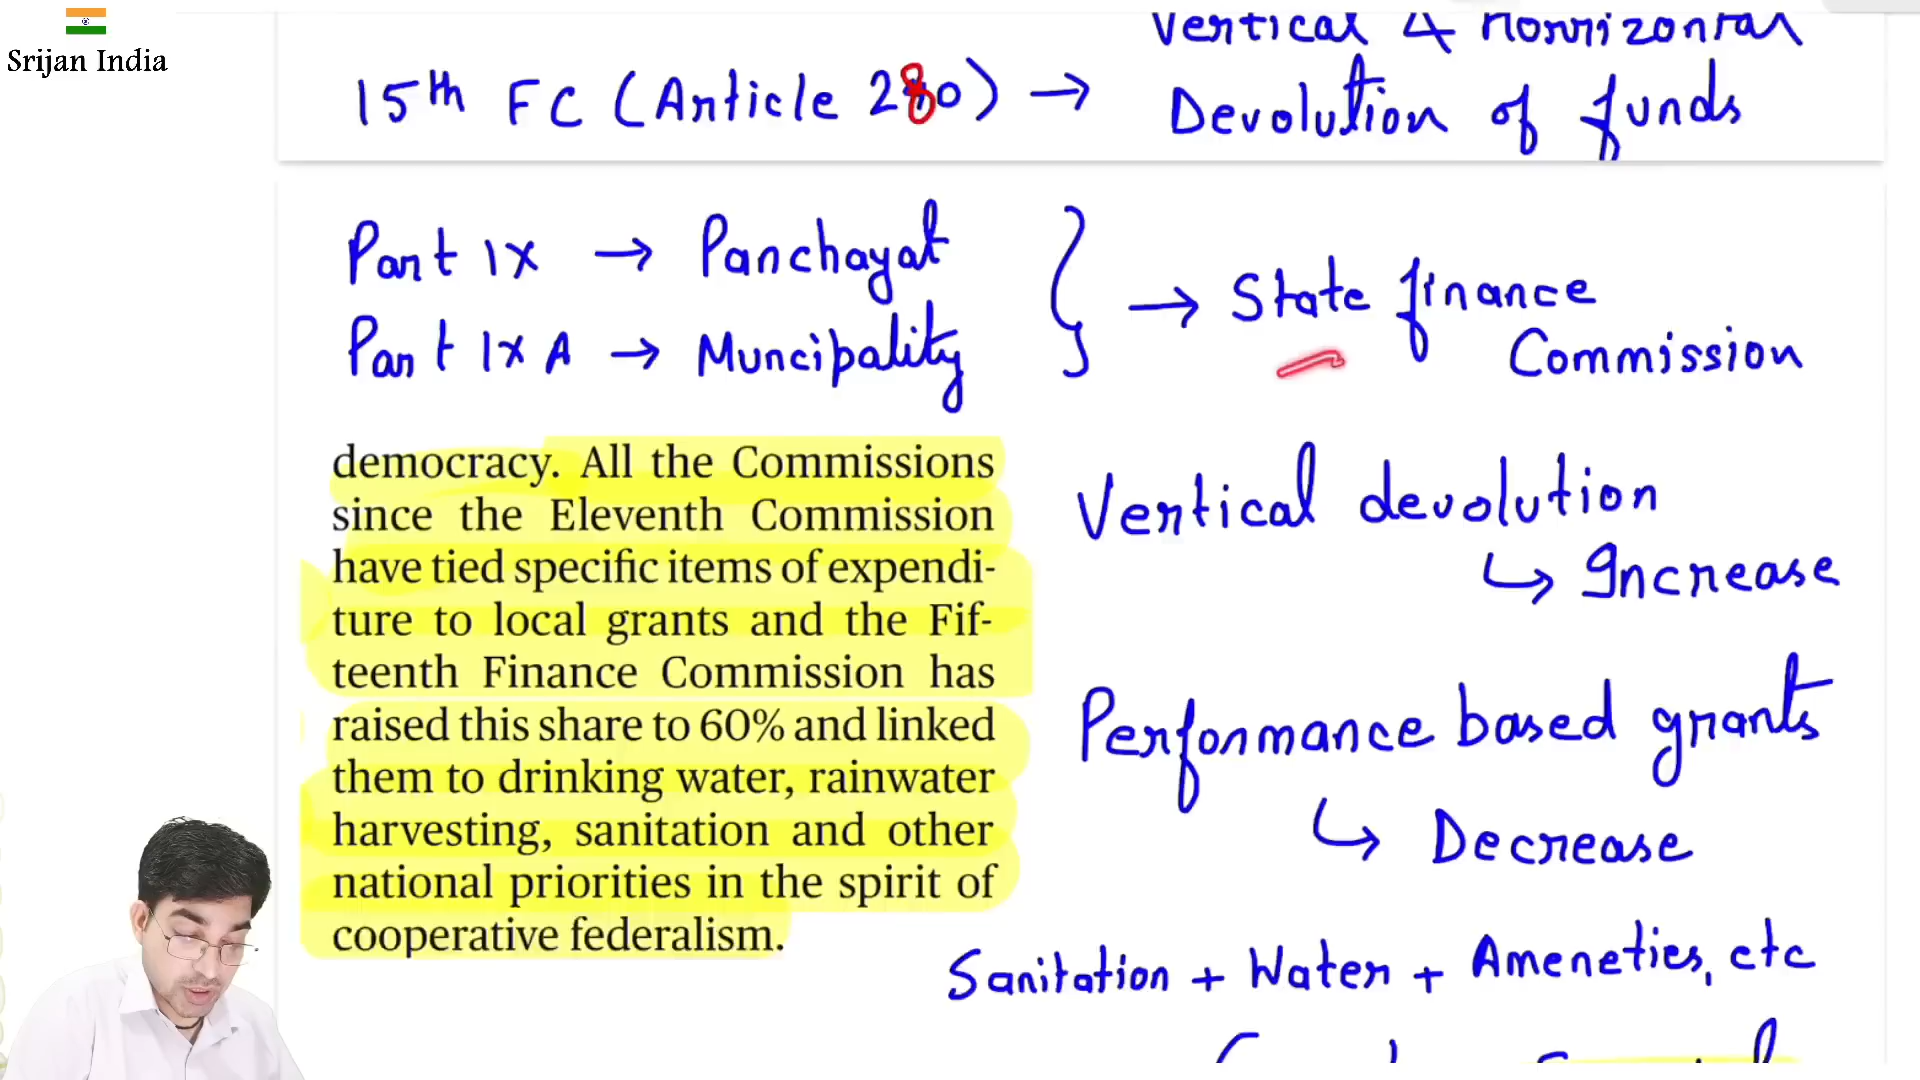 Srijan India
Vertical & Horrizontal
15th FC (Article 280) → Devolution of funds
Part IX → Panchayat
Part IX A → Muncipality
→ State finance
Commission
democracy. All the Commissions
since the Eleventh Commission
have tied specific items of expendi-
ture to local grants and the Fif-
teenth Finance Commission has
raised this share to 60% and linked
them to drinking water, rainwater
harvesting, sanitation and other
national priorities in the spirit of
cooperative federalism.
Vertical devolution
↳ Increase
Performance based grants
↳ Decrease
Sanitation + Water + Ameneties, etc